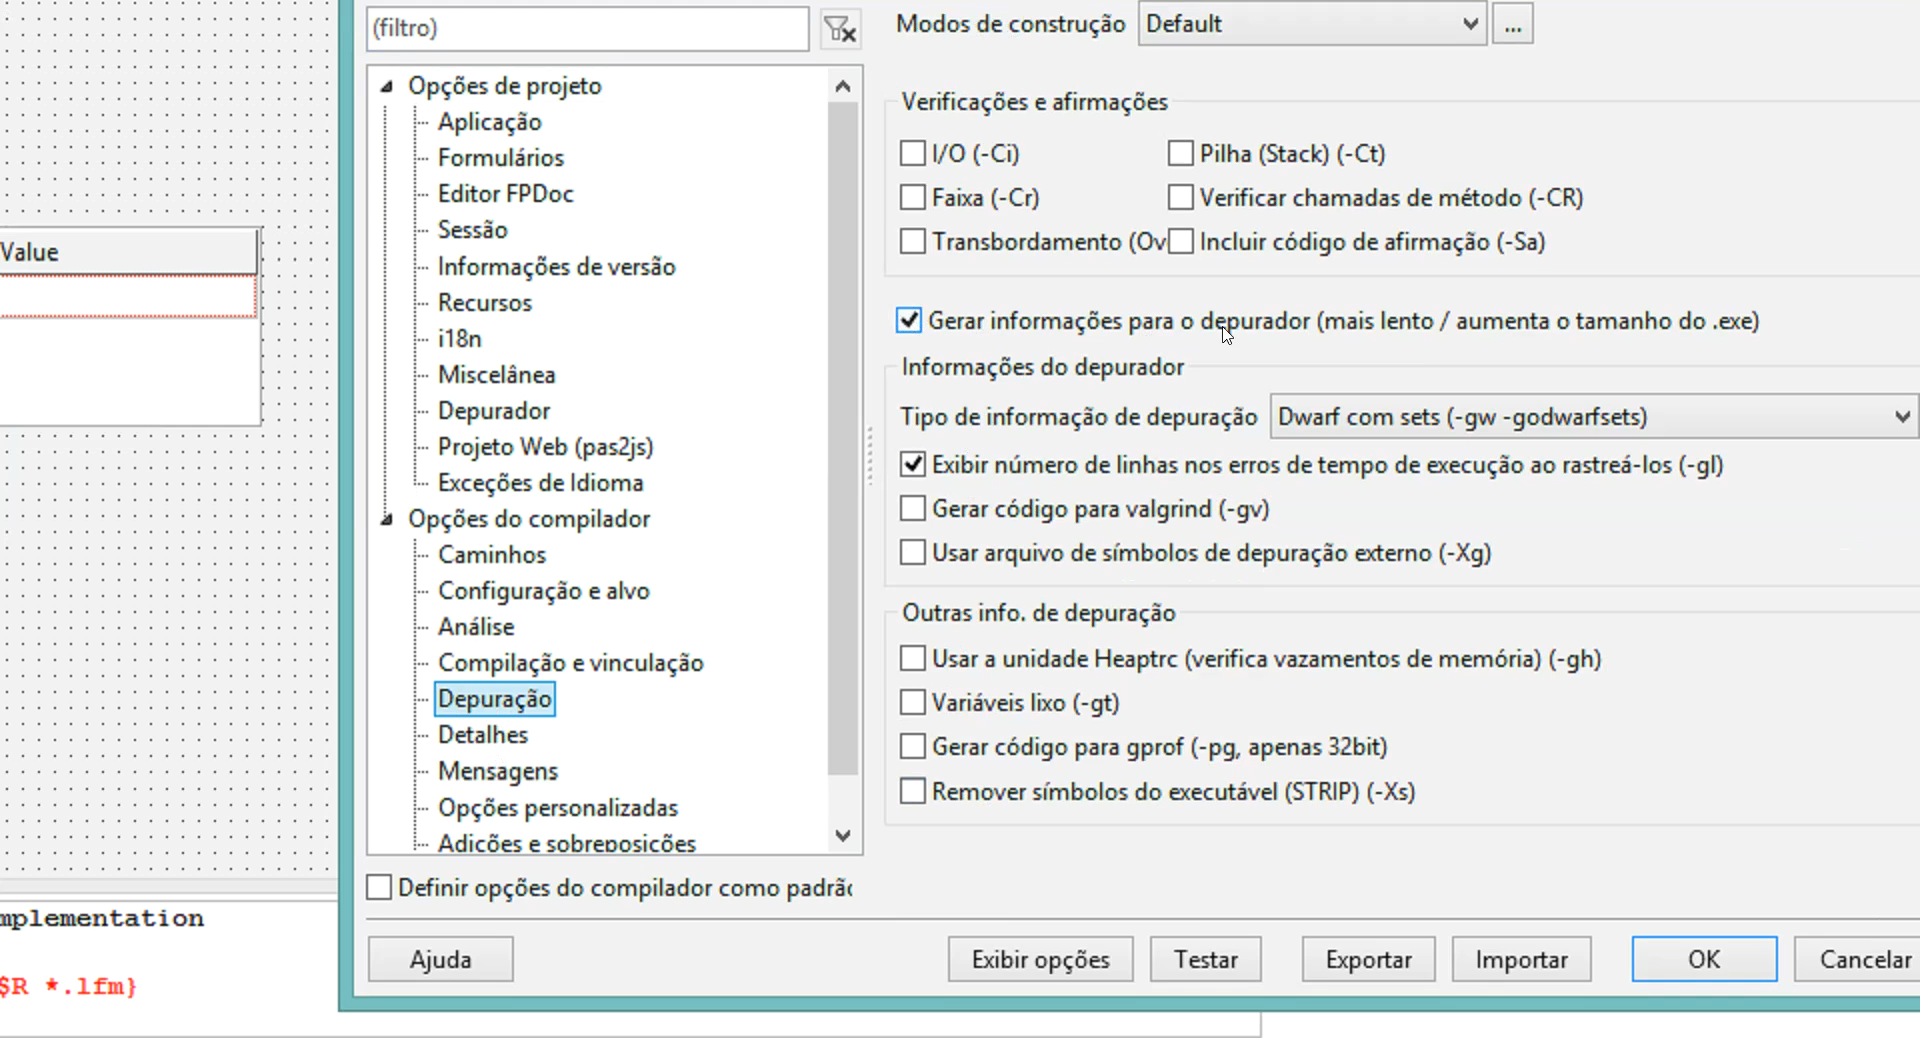 (filtro)
Modos de construção Default ...
Opções de projeto
Aplicação
Formulários
Editor FPDoc
Sessão
Informações de versão
Recursos
i18n
Miscelânea
Depurador
Projeto Web (pas2js)
Exceções de Idioma
Opções do compilador
Caminhos
Configuração e alvo
Análise
Compilação e vinculação
Depuração
Detalhes
Mensagens
Opções personalizadas
Adições e sobreposições
Definir opções do compilador como padrão
Verificações e afirmações
I/O (-Ci) Pilha (Stack) (-Ct)
Faixa (-Cr) Verificar chamadas de método (-CR)
Transbordamento (Ov Incluir código de afirmação (-Sa)
Gerar informações para o depurador (mais lento / aumenta o tamanho do .exe)
Informações do depurador
Tipo de informação de depuração Dwarf com sets (-gw -godwarfsets)
Exibir número de linhas nos erros de tempo de execução ao rastreá-los (-gl)
Gerar código para valgrind (-gv)
Usar arquivo de símbolos de depuração externo (-Xg)
Outras info. de depuração
Usar a unidade Heaptrc (verifica vazamentos de memória) (-gh)
Variáveis lixo (-gt)
Gerar código para gprof (-pg, apenas 32bit)
Remover símbolos do executável (STRIP) (-Xs)
Ajuda Exibir opções Testar Exportar Importar OK Cancelar
Value
mplementation
$R *.lfm}